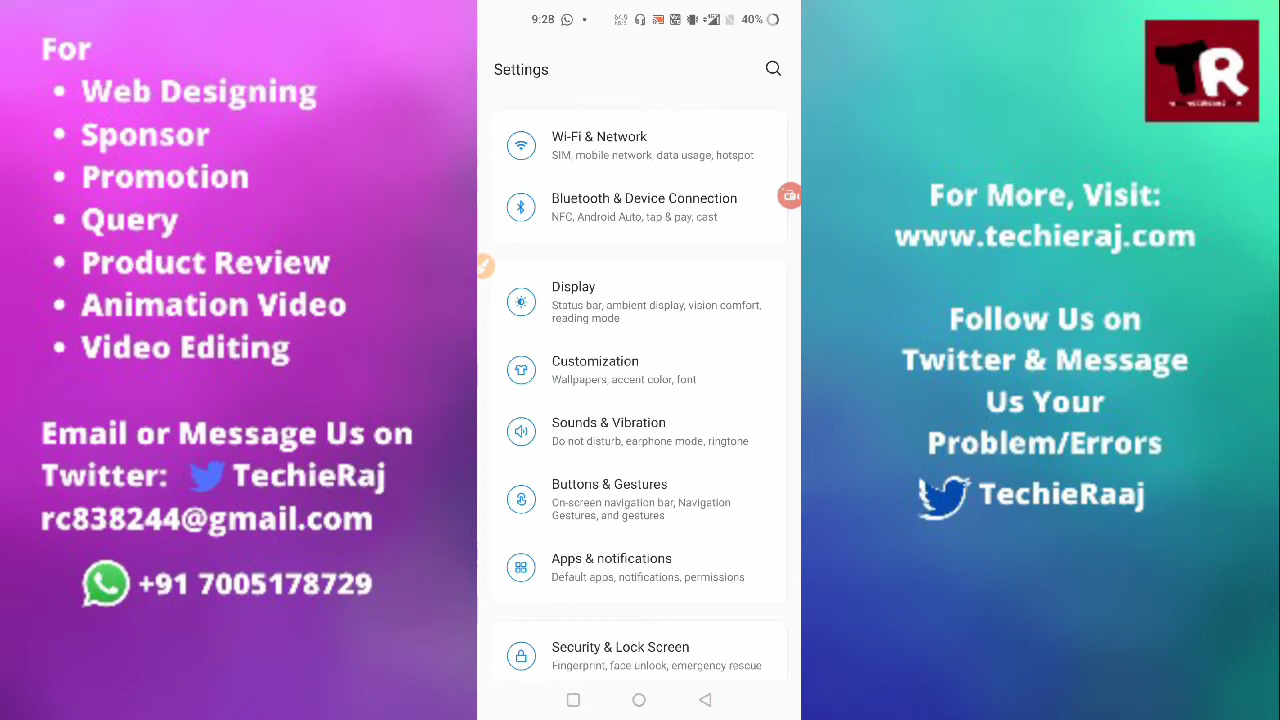 For
• Web Designing
• Sponsor
• Promotion
• Query
• Product Review
• Animation Video
• Video Editing
Email or Message Us on
Twitter: TechieRaj
rc838244@gmail.com
+91 7005178729
9:28
40%
Settings
Wi-Fi & Network
SIM, mobile network, data usage, hotspot
Bluetooth & Device Connection
NFC, Android Auto, tap & pay, cast
Display
Status bar, ambient display, vision comfort,
reading mode
Customization
Wallpapers, accent color, font
Sounds & Vibration
Do not disturb, earphone mode, ringtone
Buttons & Gestures
On-screen navigation bar, Navigation
Gestures, and gestures
Apps & notifications
Default apps, notifications, permissions
Security & Lock Screen
Fingerprint, face unlock, emergency rescue
TR
For More, Visit:
www.techieraj.com
Follow Us on
Twitter & Message
Us Your
Problem/Errors
TechieRaaj